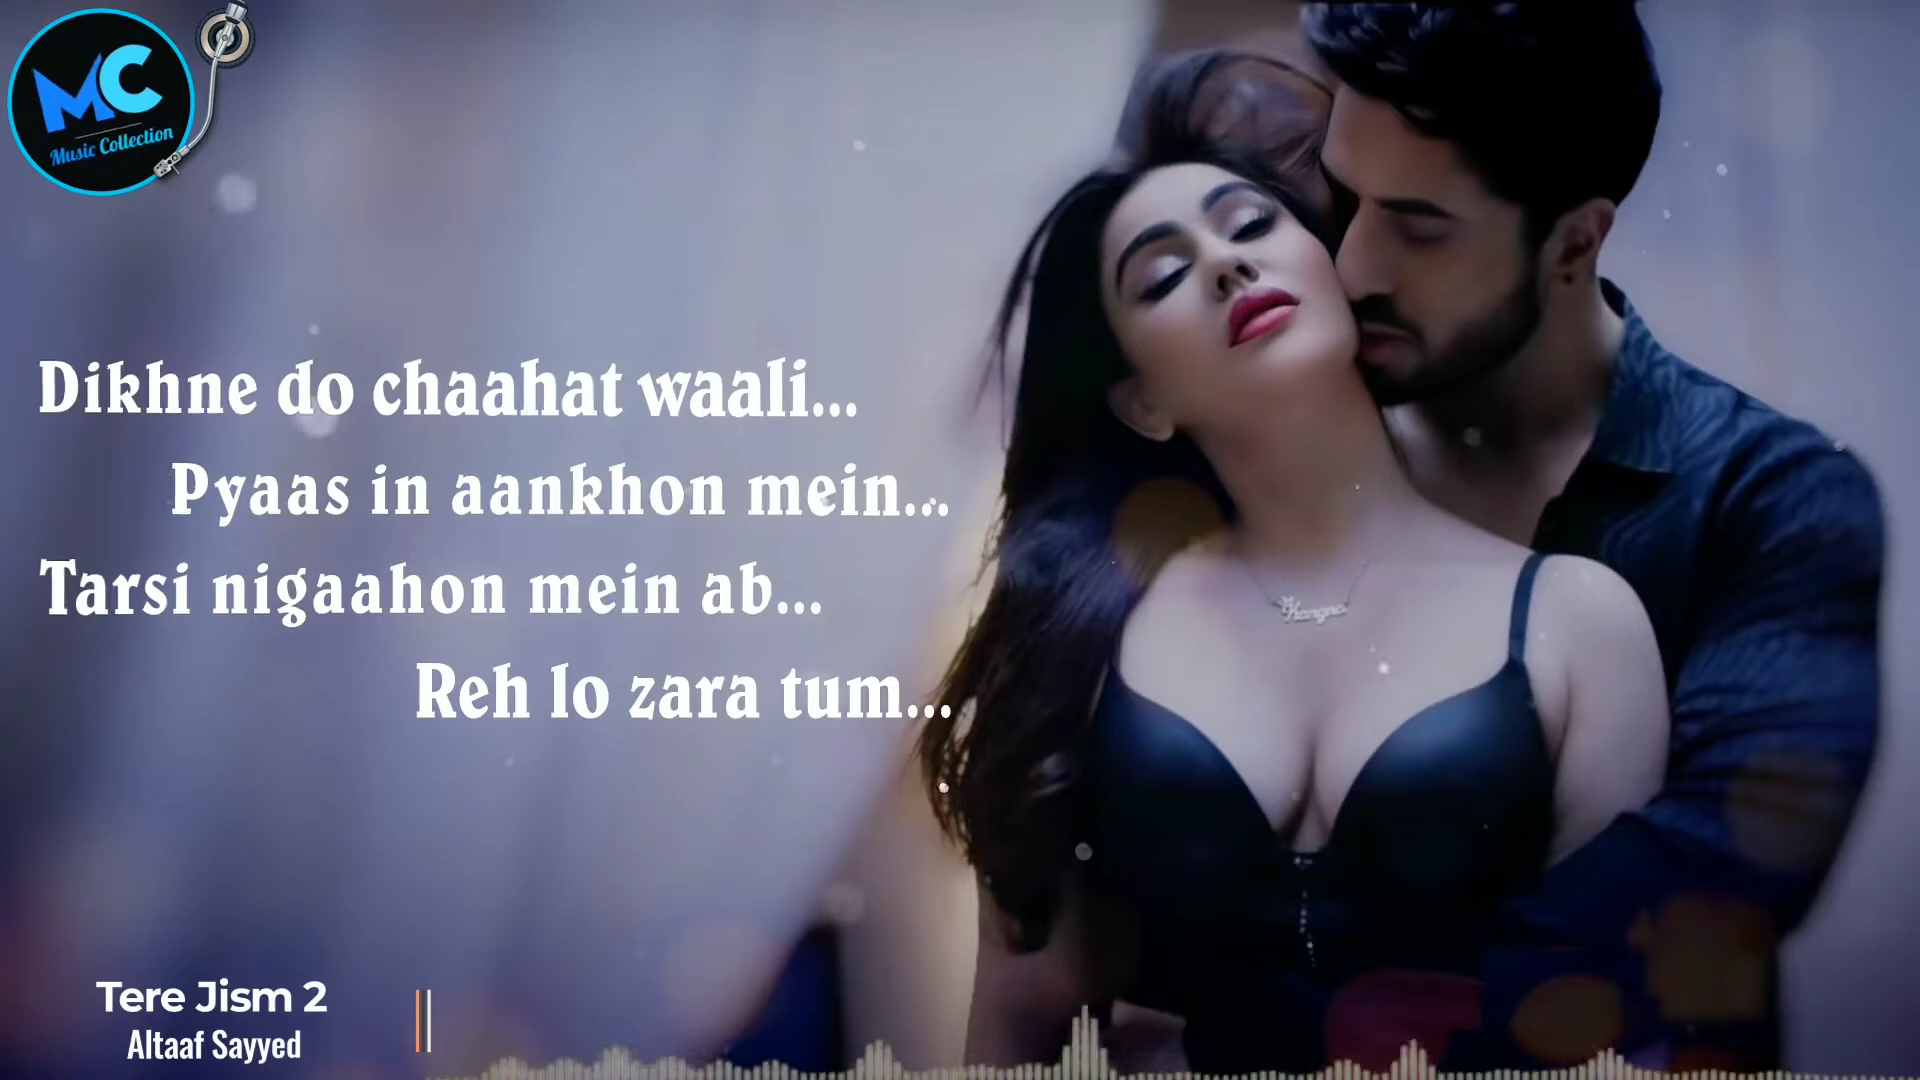 MC
Music Collection
Dikhne do chaahat waali...
Pyaas in aankhon mein...
Tarsi nigaahon mein ab...
Reh lo zara tum...
Tere Jism 2
Altaaf Sayyed